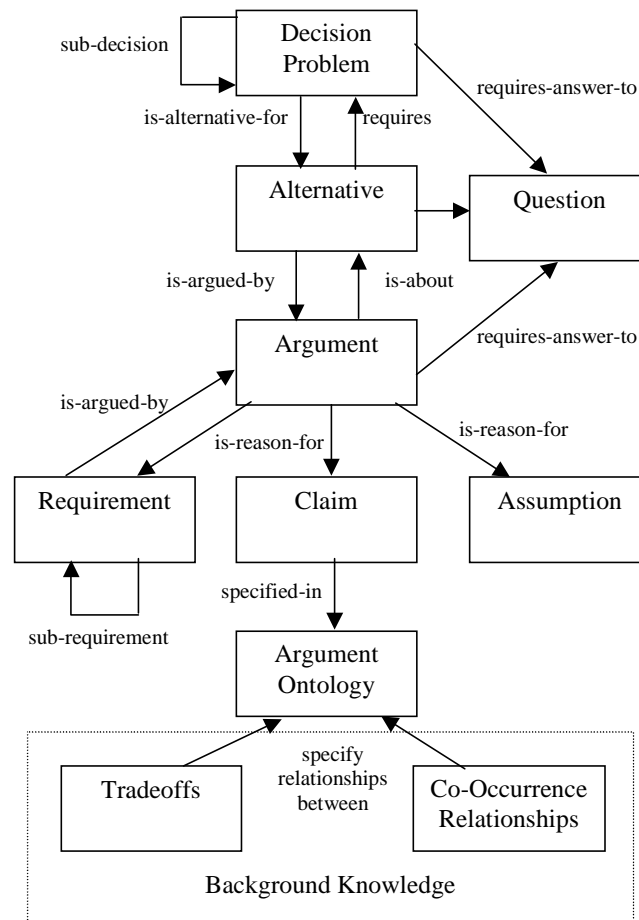 Decision
Problem
sub-decision
requires-answer-to
is-alternative-for
requires
Alternative
Question
is-argued-by
is-about
Argument
requires-answer-to
is-argued-by
is-reason-for
is-reason-for
Requirement
Claim
Assumption
specified-in
sub-requirement
Argument
Ontology
specify
relationships
between
Tradeoffs
Co-Occurrence
Relationships
Background Knowledge